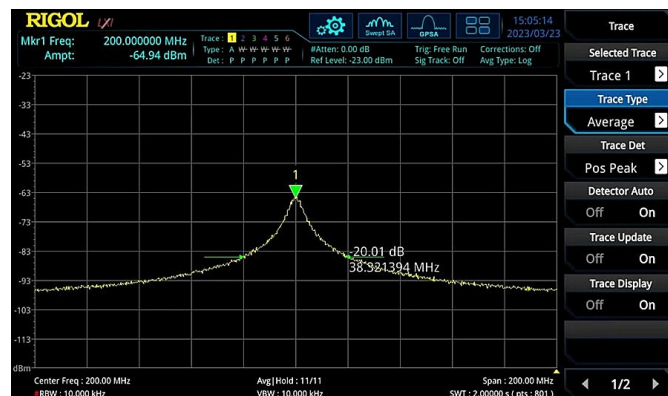 RIGOL LXI
Swept SA
GPSA
15:05:14
2023/03/23
Mkr1 Freq: 200.000000 MHz
Ampt: -64.94 dBm
Trace: 1 2 3 4 5 6
Type: A W W W W W
Det: P P P P P P
#Atten: 0.00 dB
Ref Level: -23.00 dBm
Trig: Free Run
Sig Track: Off
Corrections: Off
Avg Type: Log
-23
-33
-43
-53
-63
-73
-83
-93
-103
-113
dBm
1
-20.01 dB
38.321394 MHz
Center Freq : 200.00 MHz
Avg|Hold : 11/11
Span : 200.00 MHz
RBW : 10.000 kHz
VBW : 10.000 kHz
SWT : 2.00000 s ( pts : 801 )
Trace
Selected Trace
Trace 1
Trace Type
Average
Trace Det
Pos Peak
Detector Auto
Off On
Trace Update
Off On
Trace Display
Off On
1/2